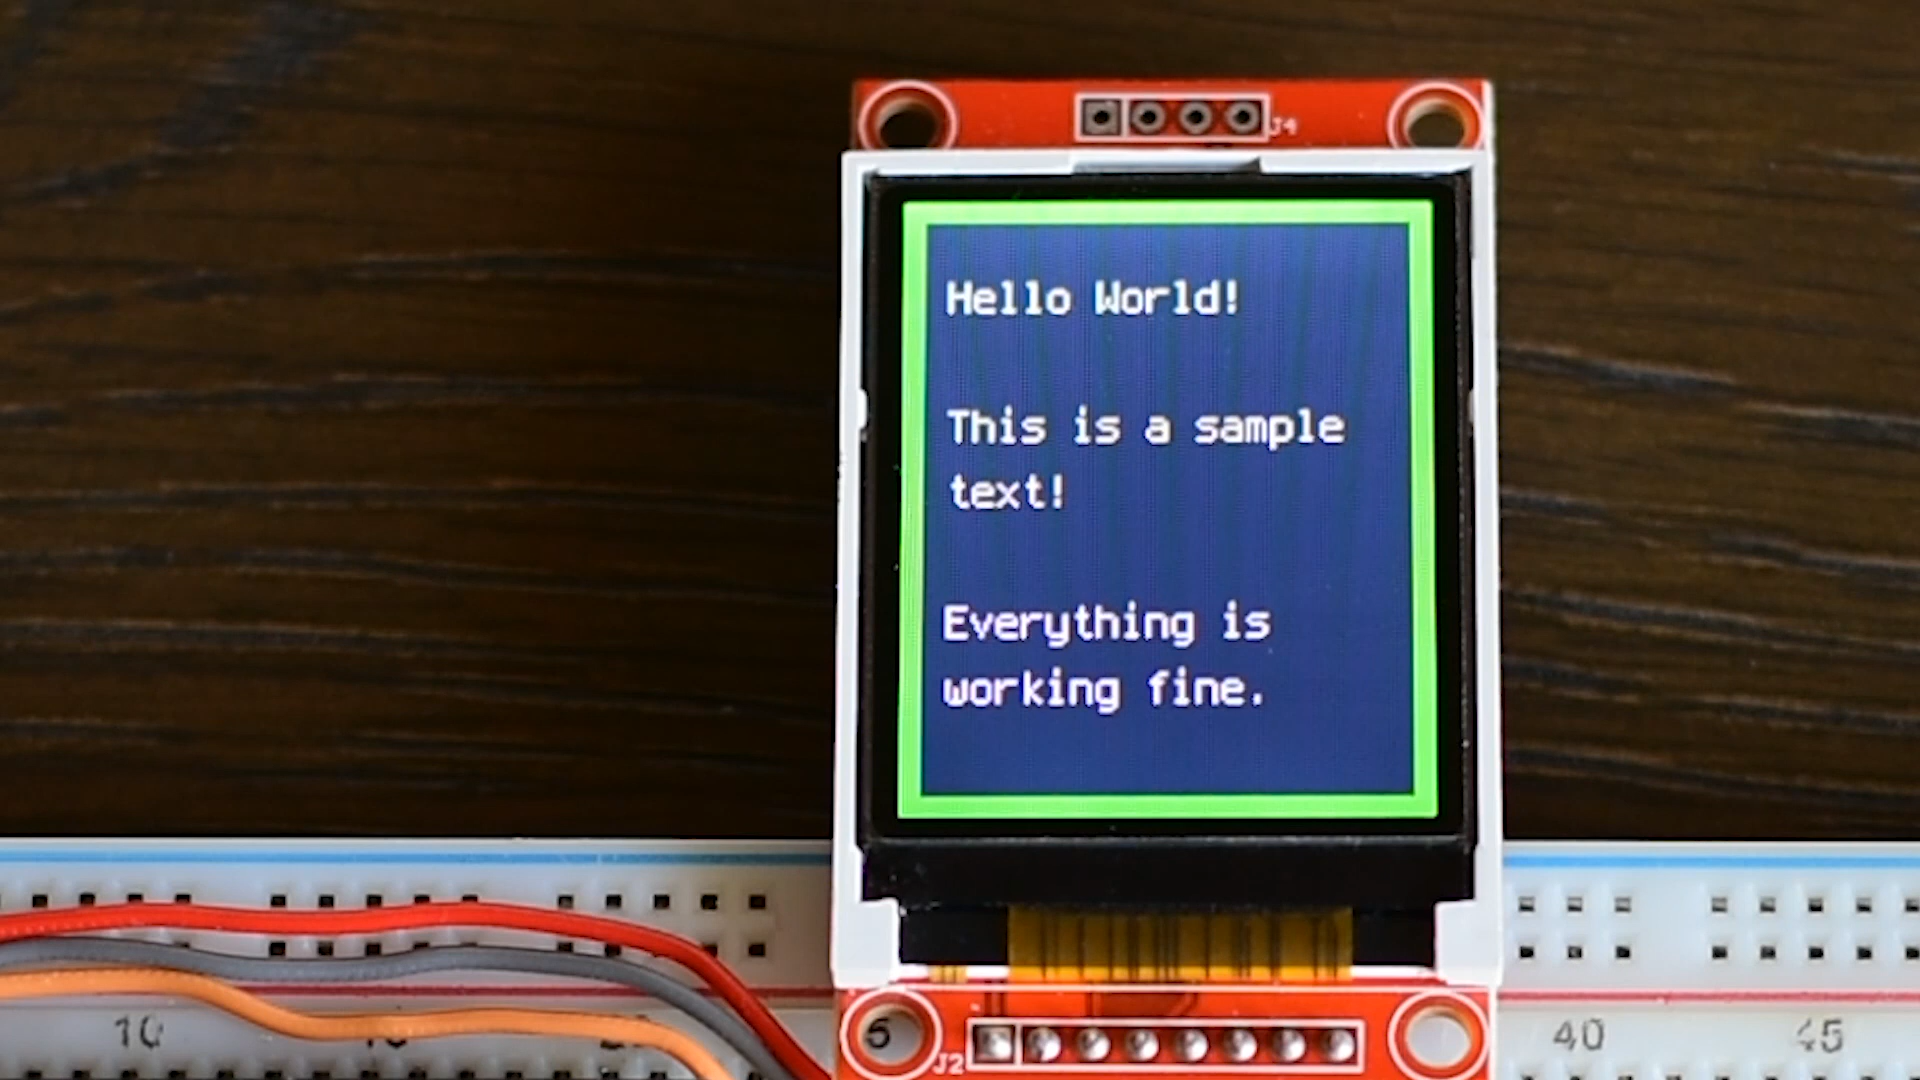 J4
Hello World!
This is a sample
text!
Everything is
working fine.
10
5
40
45
J2